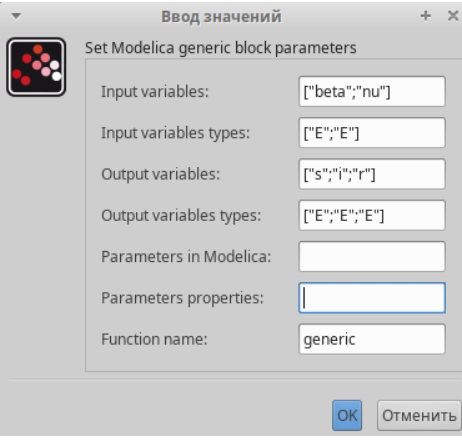 Ввод значений
Set Modelica generic block parameters
Input variables: ["beta";"nu"]
Input variables types: ["E";"E"]
Output variables: ["s";"i";"r"]
Output variables types: ["E";"E";"E"]
Parameters in Modelica:
Parameters properties:
Function name: generic
OK Отменить